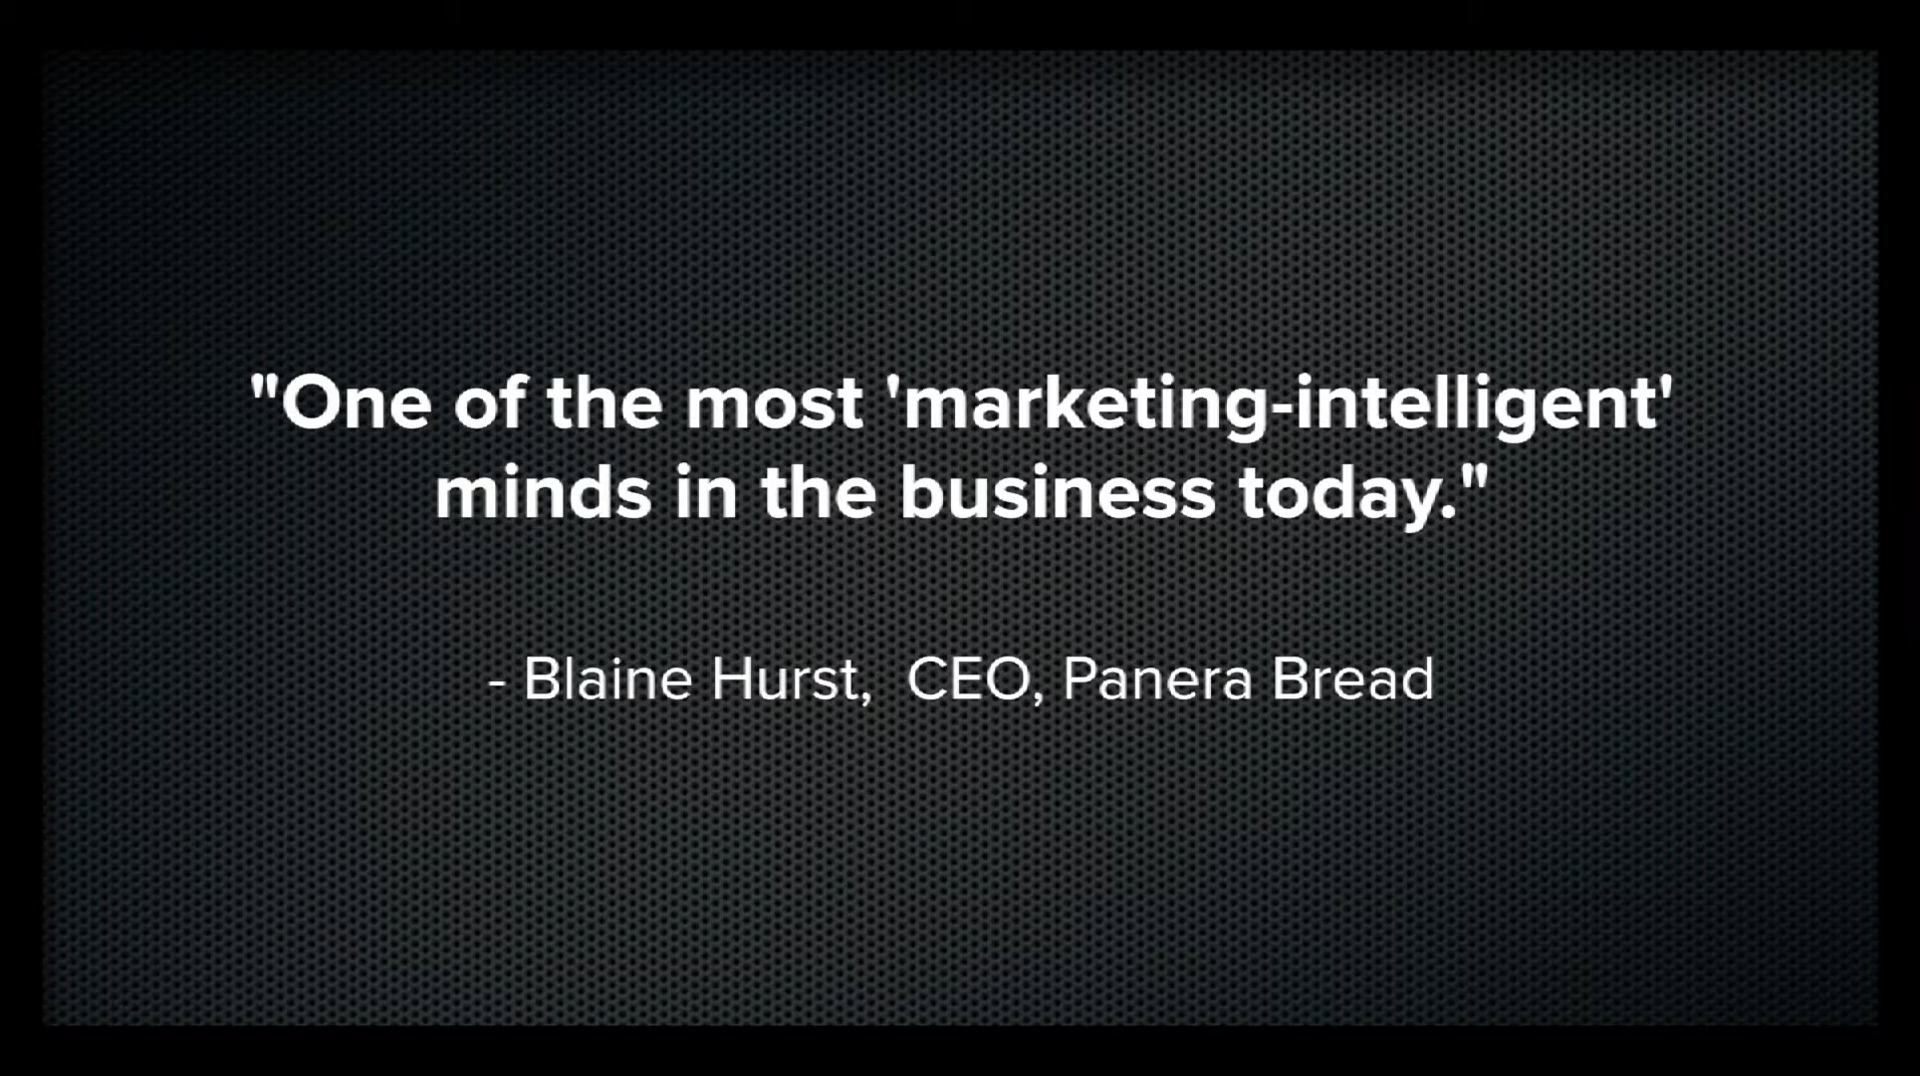 "One of the most 'marketing-intelligent'
minds in the business today."
- Blaine Hurst,  CEO, Panera Bread